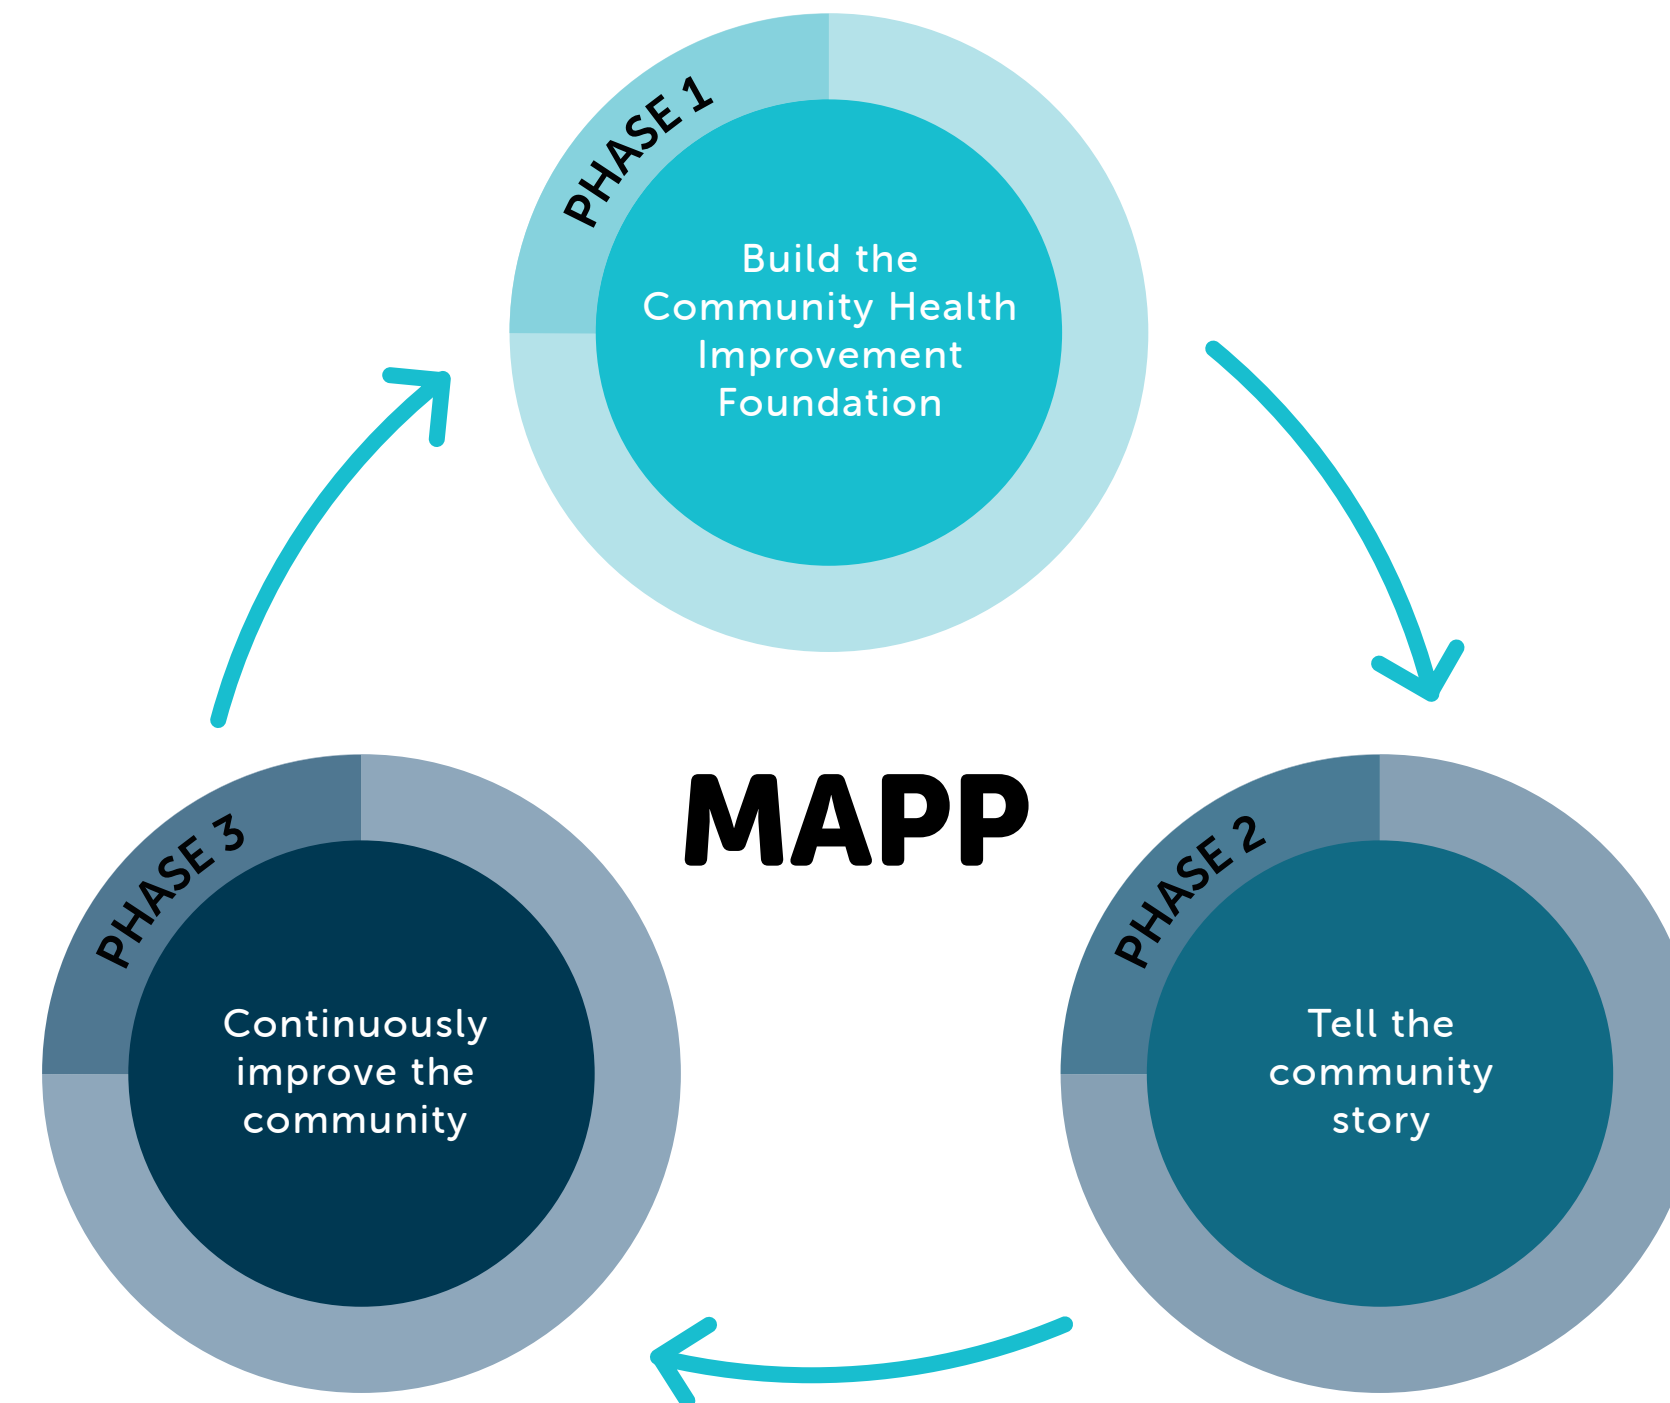 PHASE 1
Build the
Community Health
Improvement
Foundation
MAPP
PHASE 2
Tell the
community
story
PHASE 3
Continuously
improve the
community